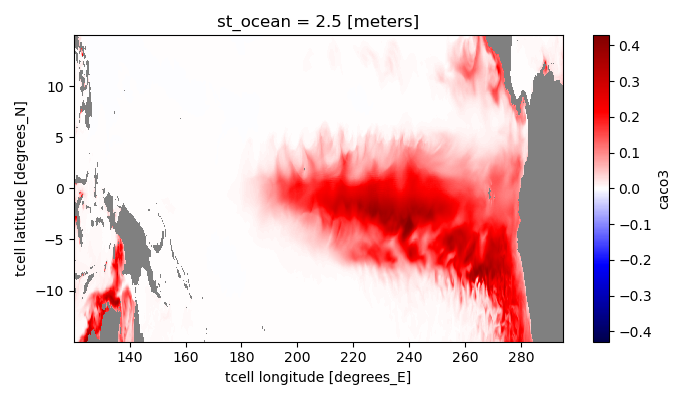 st_ocean = 2.5 [meters]
10
5
0
−5
−10
tcell latitude [degrees_N]
140 160 180 200 220 240 260 280
tcell longitude [degrees_E]
0.4
0.3
0.2
0.1
0.0
−0.1
−0.2
−0.3
−0.4
caco3